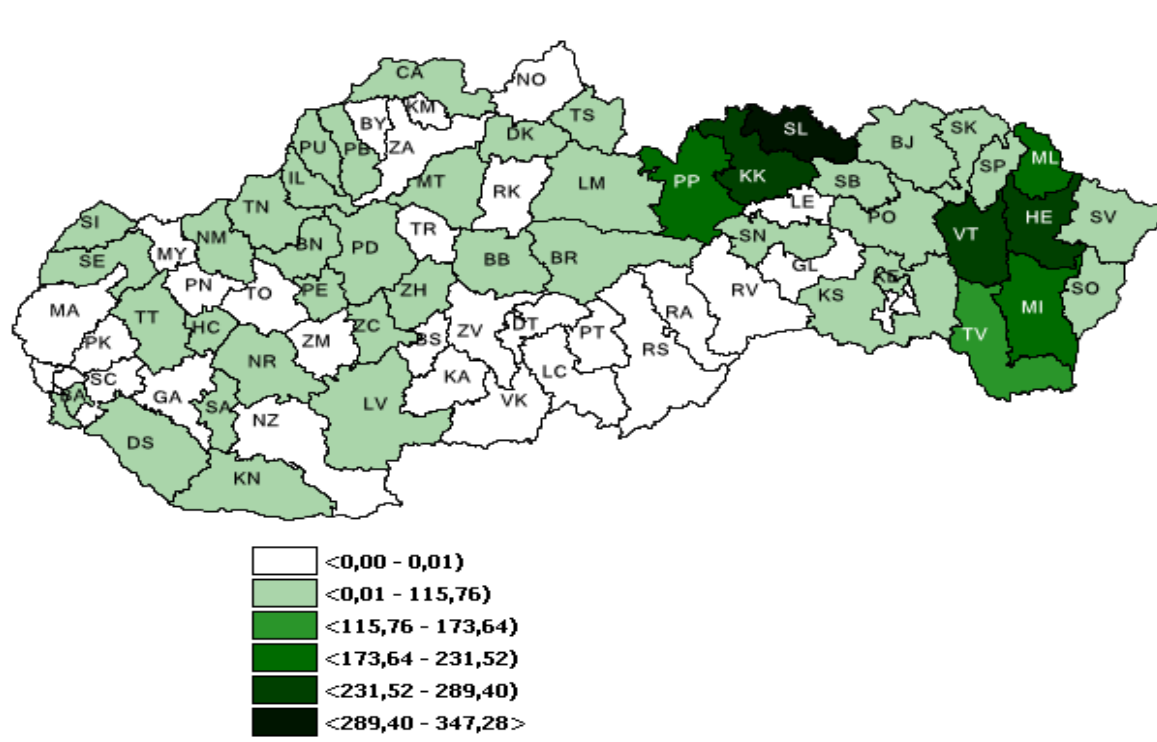 CA
NO
KM
BY
TS
DK
SL
PU
PB
ZA
BJ
SK
SP
ML
IL
MT
RK
LM
PP
KK
SB
LE
TN
SI
NM
BN
PD
TR
PO
VT
HE
SV
MY
SE
BB
BR
SN
GL
KE
PN
TO
PE
ZH
KS
SO
MA
TT
HC
ZC
RV
MI
PK
ZM
BS
ZV
DT
PT
RA
TV
SC
NR
RS
BA
GA
SA
KA
LC
NZ
LV
VK
DS
KN
<0,00 - 0,01)
<0,01 - 115,76)
<115,76 - 173,64)
<173,64 - 231,52)
<231,52 - 289,40)
<289,40 - 347,28>